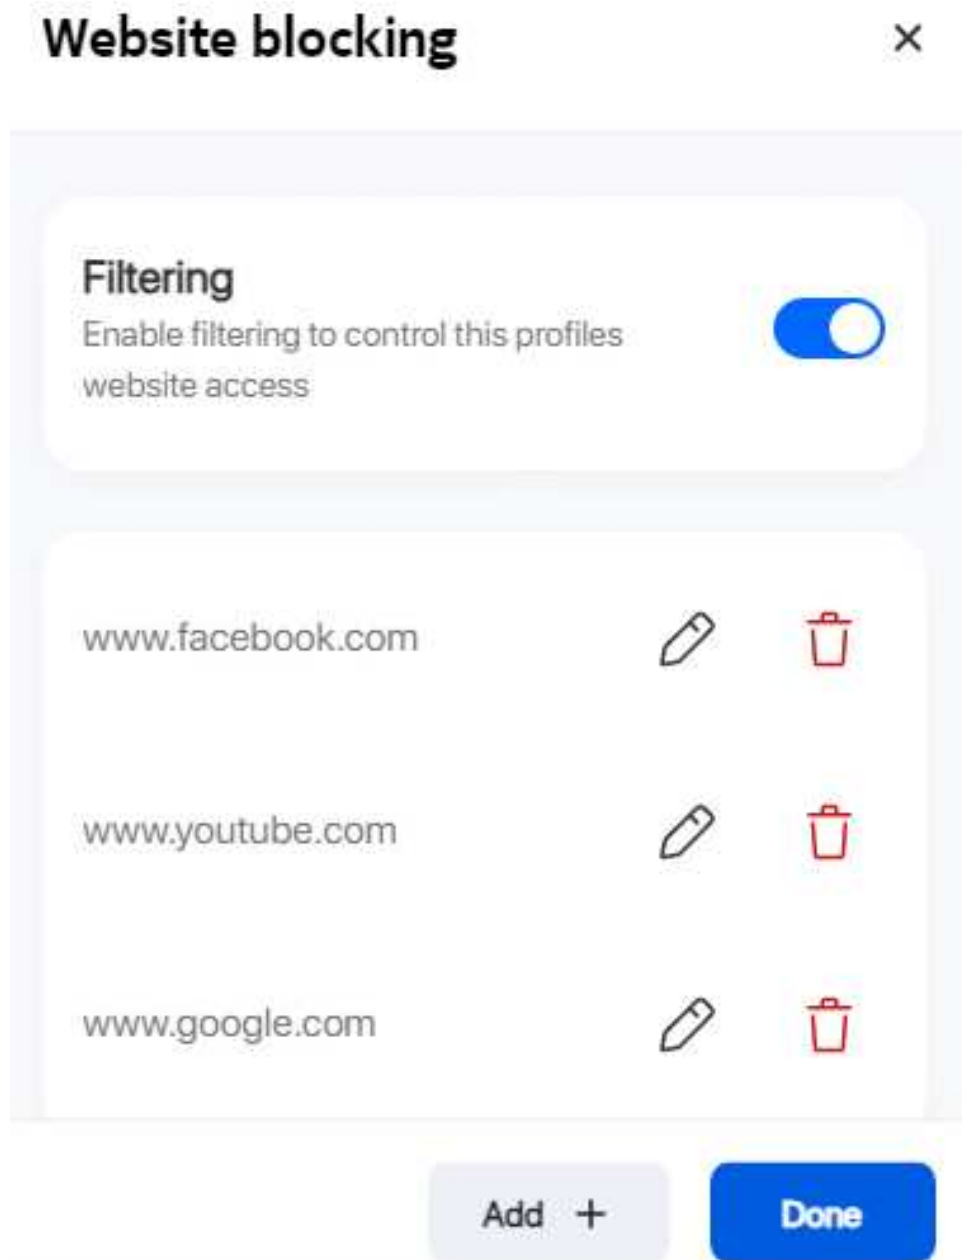 Website blocking
Filtering
Enable filtering to control this profiles
website access
www.facebook.com
www.youtube.com
www.google.com
Add +
Done